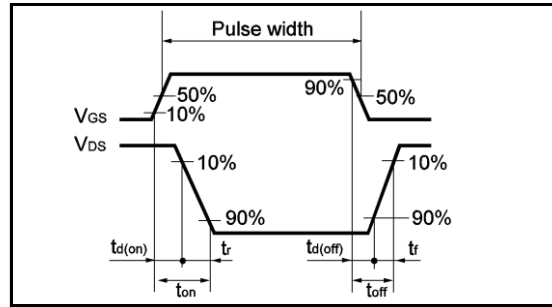 Pulse width
90%
50%
50%
10%
VGS
VDS
10%
10%
90%
90%
td(on)
tr
td(off)
tf
ton
toff